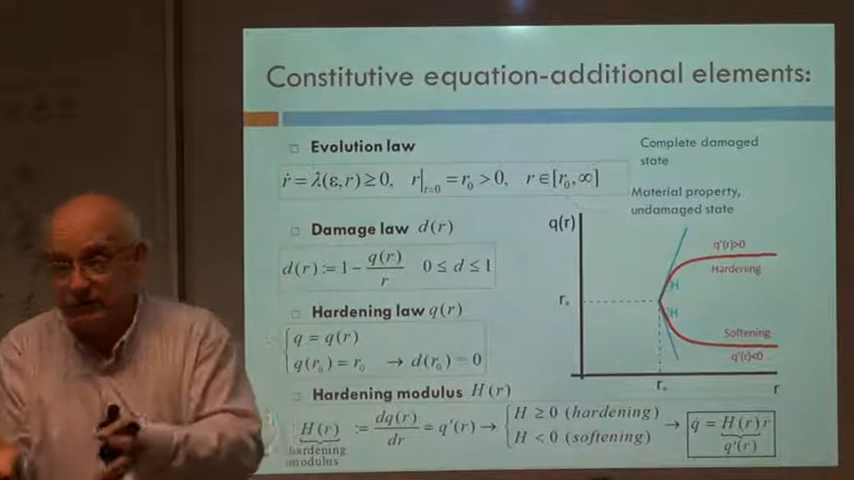 Constitutive equation-additional elements:
Evolution law
ṙ = λ̇(ε,r) ≥ 0, r|t=0 = r₀ > 0, r ∈ [r₀,∞]
Complete damaged
state
Material property,
undamaged state
Damage law d(r)
d(r) := 1 − q(r)/r 0 ≤ d ≤ 1
Hardening law q(r)
q = q(r)
q(r₀) = r₀ → d(r₀) = 0
Hardening modulus H(r)
H(r) := dq(r)/dr = q'(r) → { H ≥ 0 (hardening)
H < 0 (softening) → q̇ = H(r) ṙ
hardening
modulus
q'(r)
q(r)
q'(r)>0
Hardening
H
r₀
H
Softening
q'(r)<0
r₀
r